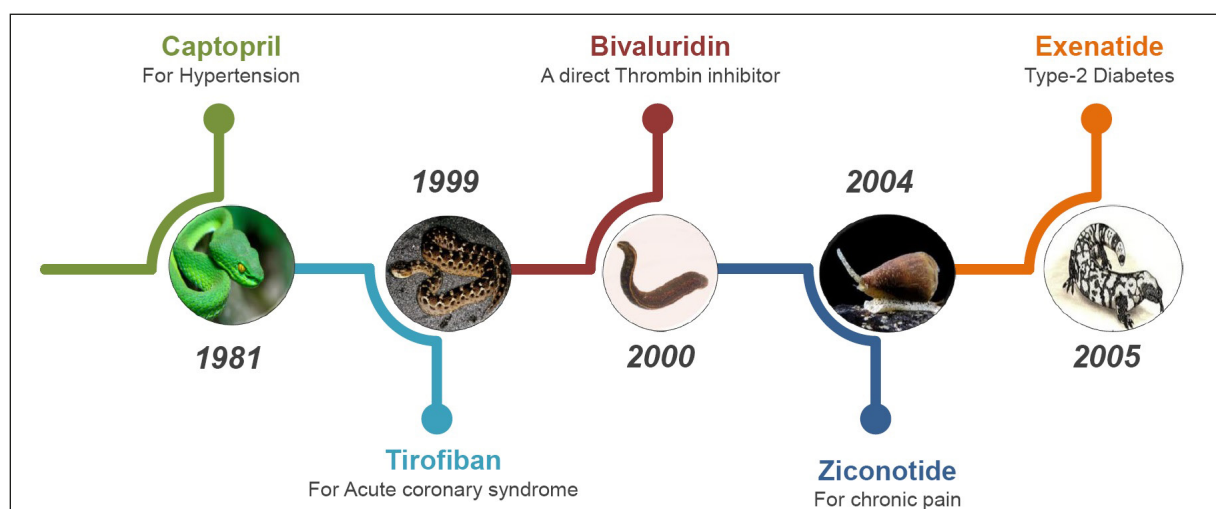 Captopril
For Hypertension
1981
1999
Tirofiban
For Acute coronary syndrome
Bivaluridin
A direct Thrombin inhibitor
2000
2004
Ziconotide
For chronic pain
Exenatide
Type-2 Diabetes
2005